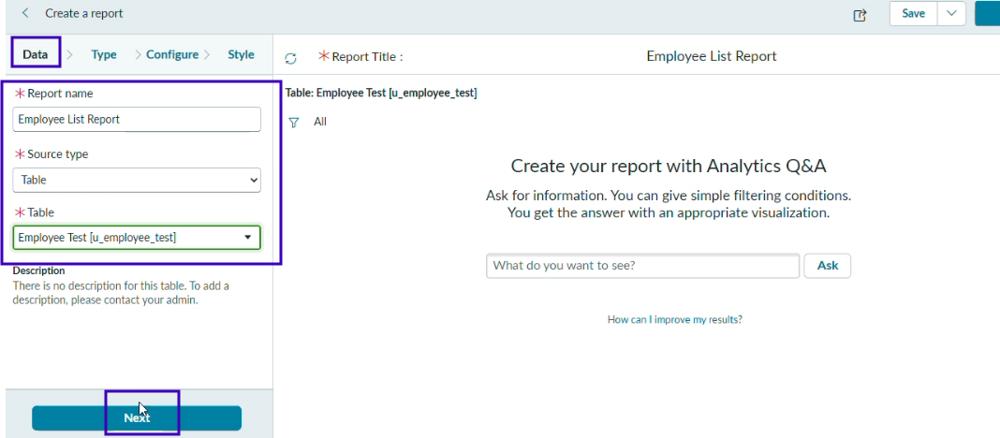 Create a report
Save
Data Type Configure Style
* Report Title : Employee List Report
* Report name
Employee List Report
* Source type
Table
* Table
Employee Test [u_employee_test]
Description
There is no description for this table. To add a
description, please contact your admin.
Next
Table: Employee Test [u_employee_test]
All
Create your report with Analytics Q&A
Ask for information. You can give simple filtering conditions.
You get the answer with an appropriate visualization.
What do you want to see? Ask
How can I improve my results?